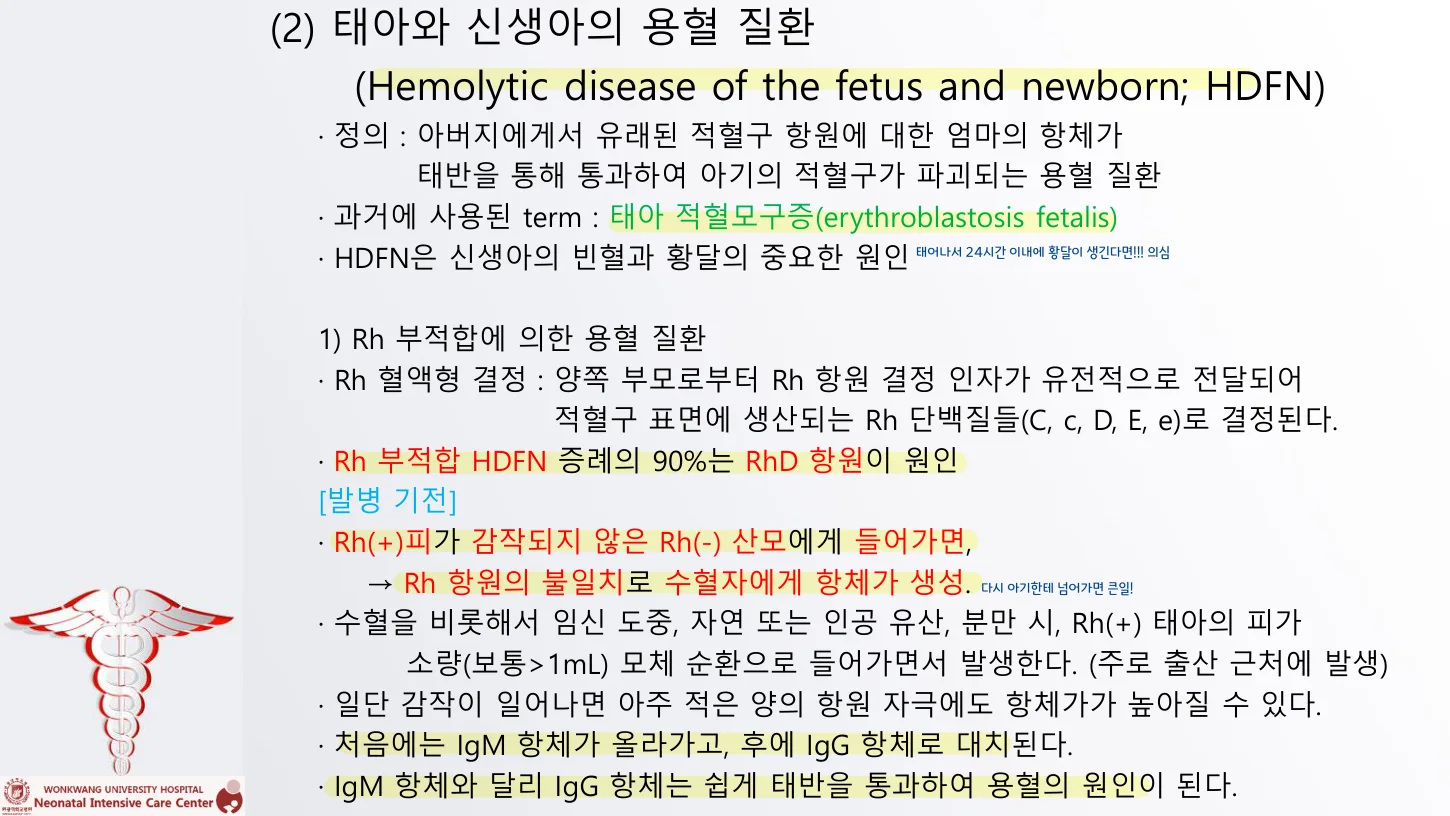 (2) 태아와 신생아의 용혈 질환
(Hemolytic disease of the fetus and newborn; HDFN)
· 정의 : 아버지에게서 유래된 적혈구 항원에 대한 엄마의 항체가
태반을 통해 통과하여 아기의 적혈구가 파괴되는 용혈 질환
· 과거에 사용된 term : 태아 적혈모구증(erythroblastosis fetalis)
· HDFN은 신생아의 빈혈과 황달의 중요한 원인 태어나서 24시간 이내에 황달이 생긴다면!!! 의심
1) Rh 부적합에 의한 용혈 질환
· Rh 혈액형 결정 : 양쪽 부모로부터 Rh 항원 결정 인자가 유전적으로 전달되어
적혈구 표면에 생산되는 Rh 단백질들(C, c, D, E, e)로 결정된다.
· Rh 부적합 HDFN 증례의 90%는 RhD 항원이 원인
[발병 기전]
· Rh(+)피가 감작되지 않은 Rh(-) 산모에게 들어가면,
→ Rh 항원의 불일치로 수혈자에게 항체가 생성. 다시 아기한테 넘어가면 큰일!
· 수혈을 비롯해서 임신 도중, 자연 또는 인공 유산, 분만 시, Rh(+) 태아의 피가
소량(보통>1mL) 모체 순환으로 들어가면서 발생한다. (주로 출산 근처에 발생)
· 일단 감작이 일어나면 아주 적은 양의 항원 자극에도 항체가가 높아질 수 있다.
· 처음에는 IgM 항체가 올라가고, 후에 IgG 항체로 대치된다.
· IgM 항체와 달리 IgG 항체는 쉽게 태반을 통과하여 용혈의 원인이 된다.
WONKWANG UNIVERSITY HOSPITAL
Neonatal Intensive Care Center